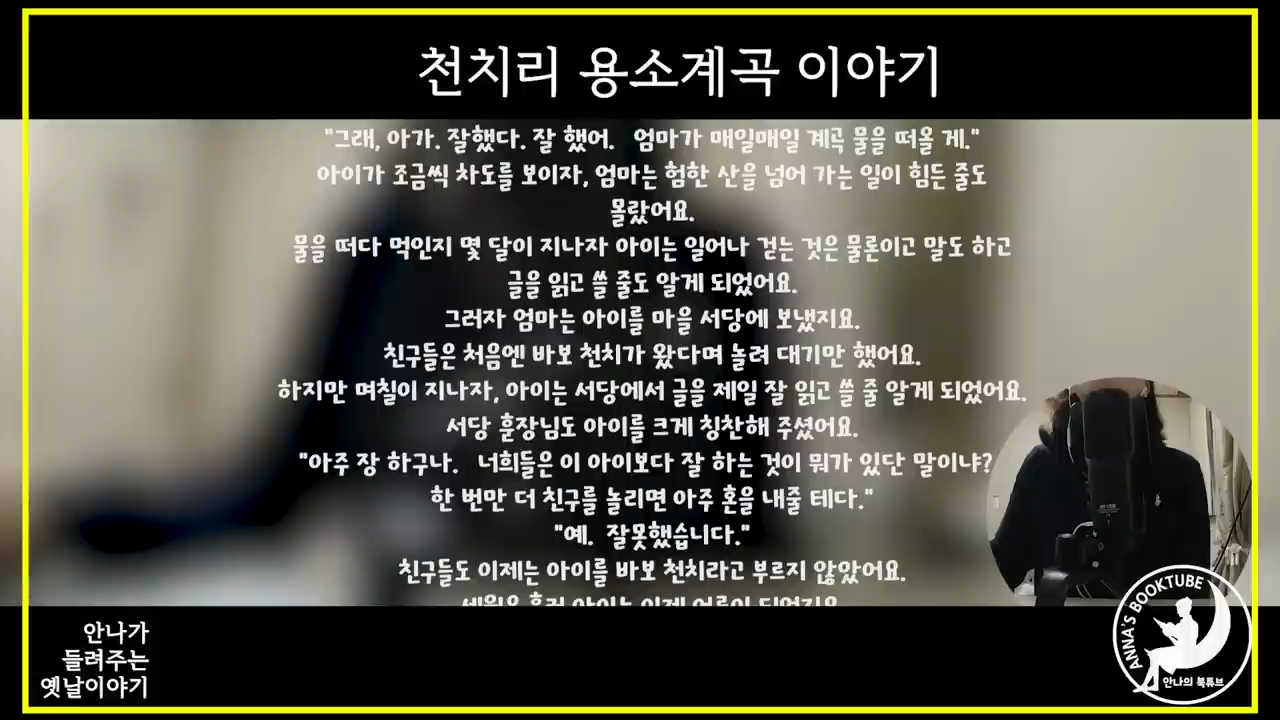 천치리 용소계곡 이야기
"그래, 아가. 잘했다. 잘 했어. 엄마가 매일매일 계곡 물을 떠올 게."
아이가 조금씩 차도를 보이자, 엄마는 험한 산을 넘어 가는 일이 힘든 줄도
몰랐어요.
물을 떠다 먹인지 몇 달이 지나자 아이는 일어나 걷는 것은 물론이고 말도 하고
글을 읽고 쓸 줄도 알게 되었어요.
그러자 엄마는 아이를 마을 서당에 보냈지요.
친구들은 처음엔 바보 천치가 왔다며 놀려 대기만 했어요.
하지만 며칠이 지나자, 아이는 서당에서 글을 제일 잘 읽고 쓸 줄 알게 되었어요.
서당 훈장님도 아이를 크게 칭찬해 주셨어요.
"아주 장 하구나. 너희들은 이 아이보다 잘 하는 것이 뭐가 있단 말이냐?
한 번만 더 친구를 놀리면 아주 혼을 내줄 테다."
"예. 잘못했습니다."
친구들도 이제는 아이를 바보 천치라고 부르지 않았어요.
안나가
들려주는
옛날이야기
ANNA'S BOOKTUBE
안나의 북튜브